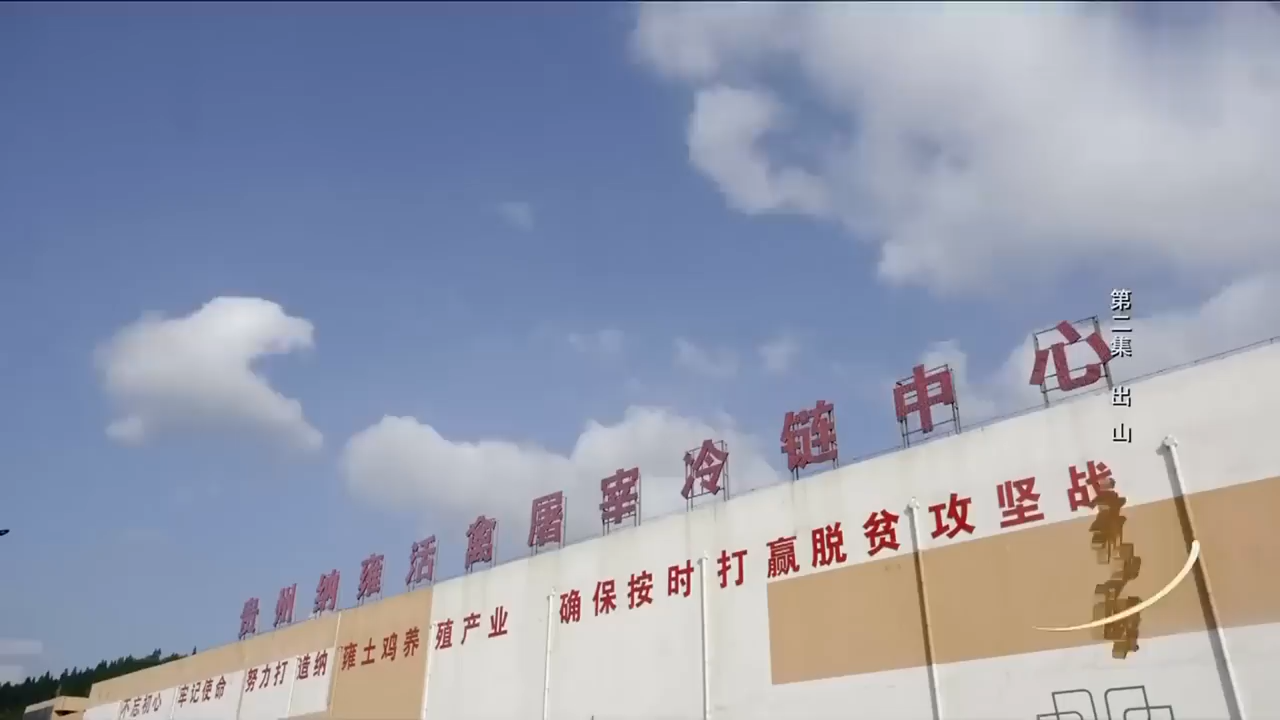 贵州纳雍活禽屠宰冷链中心
不忘初心 牢记使命 努力打造纳雍土鸡养殖产业 确保按时打赢脱贫攻坚战
第二集 出山